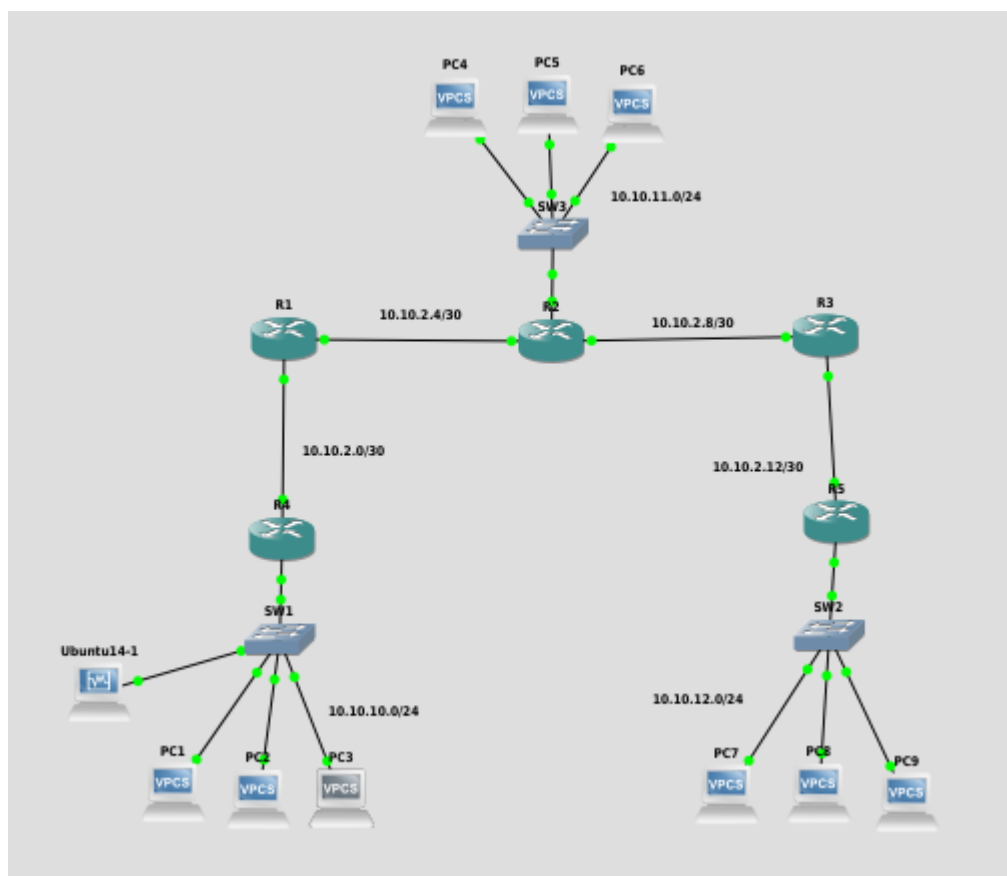 PC4
PC5
PC6
VPCS
VPCS
VPCS
10.10.11.0/24
SW3
R1
R2
R3
10.10.2.4/30
10.10.2.8/30
10.10.2.0/30
10.10.2.12/30
R4
R5
SW1
SW2
Ubuntu14-1
10.10.10.0/24
10.10.12.0/24
PC1
PC2
PC3
PC7
PC8
PC9
VPCS
VPCS
VPCS
VPCS
VPCS
VPCS